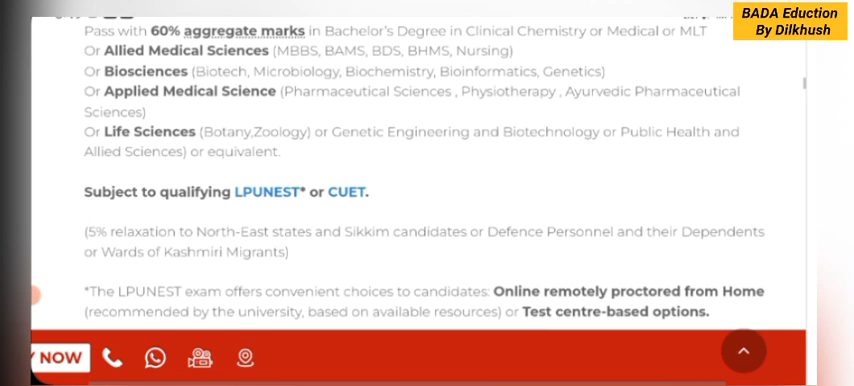 BADA Eduction
By Dilkhush
Pass with 60% aggregate marks in Bachelor's Degree in Clinical Chemistry or Medical or MLT
Or Allied Medical Sciences (MBBS, BAMS, BDS, BHMS, Nursing)
Or Biosciences (Biotech, Microbiology, Biochemistry, Bioinformatics, Genetics)
Or Applied Medical Science (Pharmaceutical Sciences , Physiotherapy , Ayurvedic Pharmaceutical
Sciences)
Or Life Sciences (Botany,Zoology) or Genetic Engineering and Biotechnology or Public Health and
Allied Sciences) or equivalent.
Subject to qualifying LPUNEST* or CUET.
(5% relaxation to North-East states and Sikkim candidates or Defence Personnel and their Dependents
or Wards of Kashmiri Migrants)
*The LPUNEST exam offers convenient choices to candidates: Online remotely proctored from Home
(recommended by the university, based on available resources) or Test centre-based options.
Y NOW